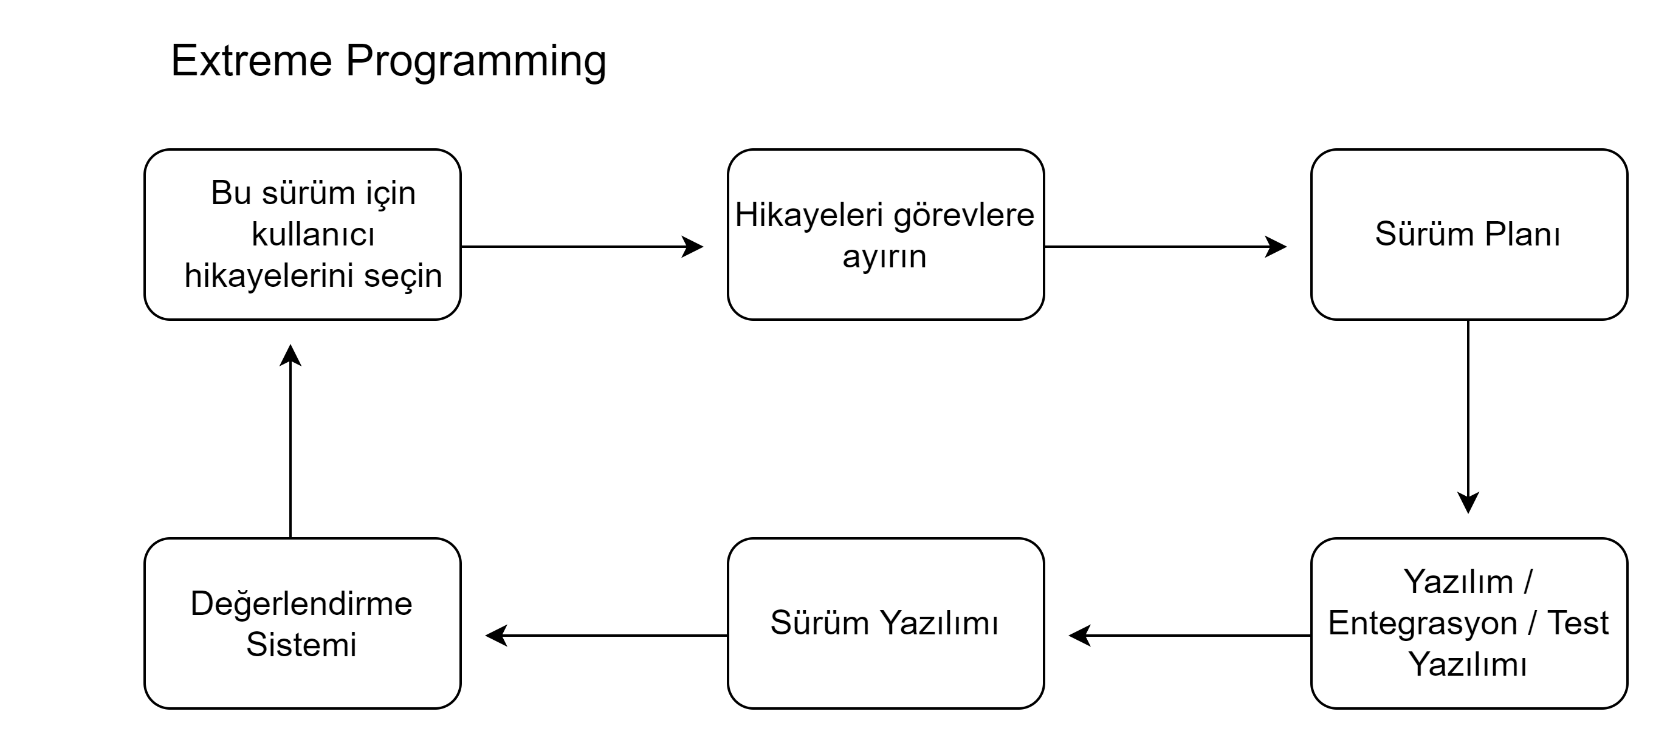 Extreme Programming
Bu sürüm için
kullanıcı
hikayelerini seçin
Hikayeleri görevlere
ayırın
Sürüm Planı
Yazılım /
Entegrasyon / Test
Yazılımı
Sürüm Yazılımı
Değerlendirme
Sistemi